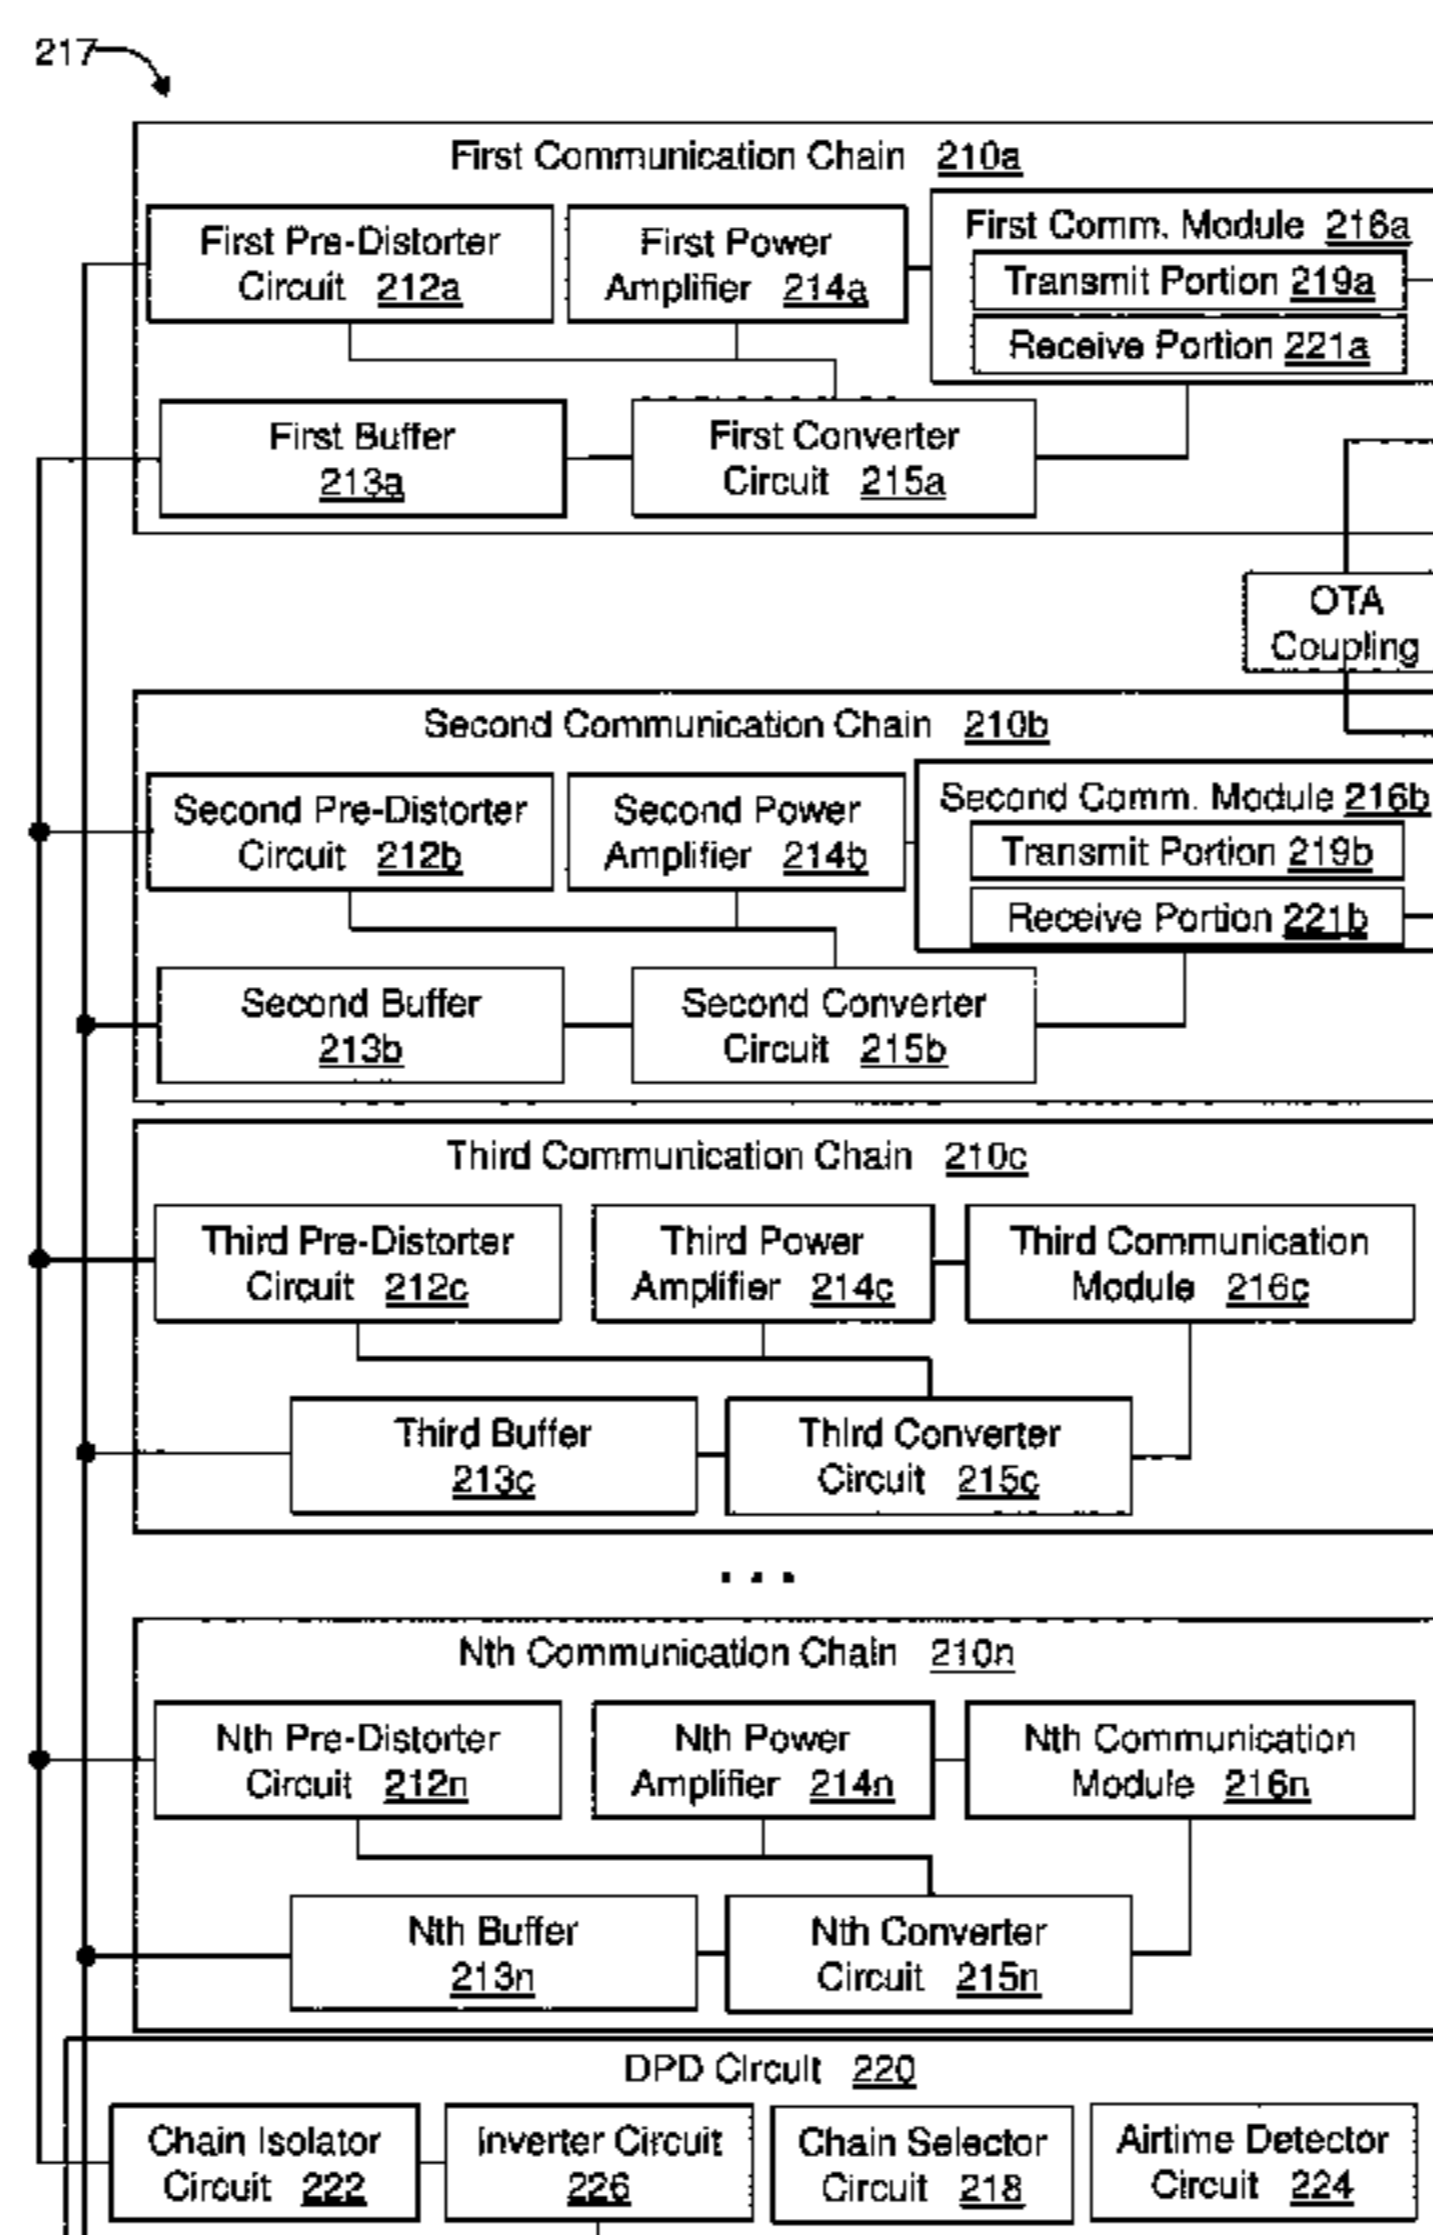 217
First Communication Chain 210a
First Pre-Distorter
Circuit 212a
First Power
Amplifier 214a
First Comm. Module 216a
Transmit Portion 219a
Receive Portion 221a
First Buffer
213a
First Converter
Circuit 215a
OTA
Coupling
Second Communication Chain 210b
Second Pre-Distorter
Circuit 212b
Second Power
Amplifier 214b
Second Comm. Module 216b
Transmit Portion 219b
Receive Portion 221b
Second Buffer
213b
Second Converter
Circuit 215b
Third Communication Chain 210c
Third Pre-Distorter
Circuit 212c
Third Power
Amplifier 214c
Third Communication
Module 216c
Third Buffer
213c
Third Converter
Circuit 215c
...
Nth Communication Chain 210n
Nth Pre-Distorter
Circuit 212n
Nth Power
Amplifier 214n
Nth Communication
Module 216n
Nth Buffer
213n
Nth Converter
Circuit 215n
DPD Circuit 220
Chain Isolator
Circuit 222
Inverter Circuit
226
Chain Selector
Circuit 218
Airtime Detector
Circuit 224